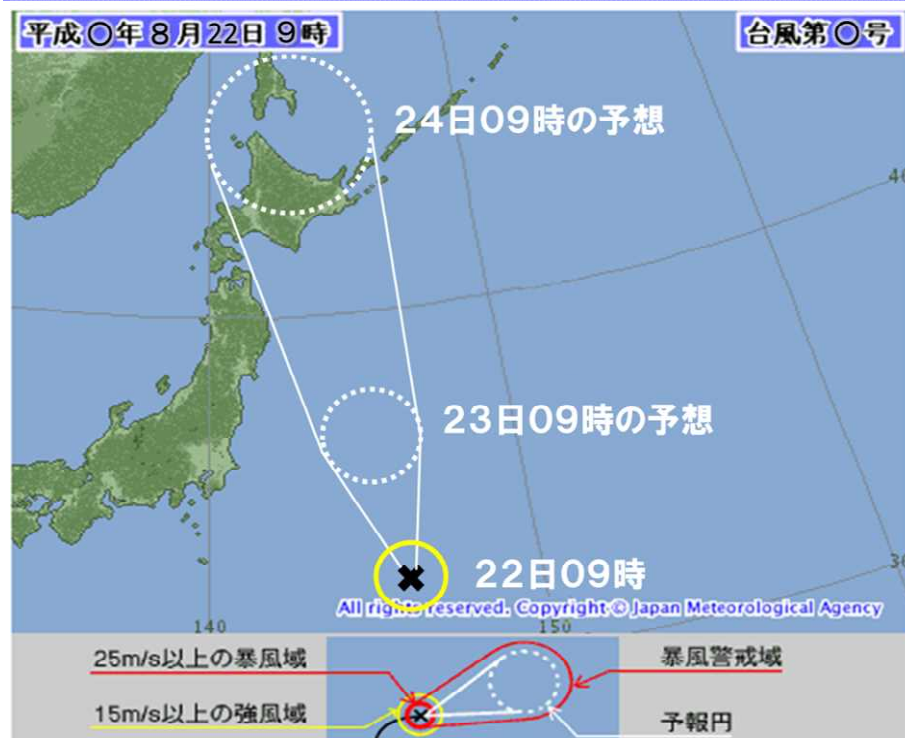 平成○年8月22日9時
台風第○号
24日09時の予想
40
23日09時の予想
22日09時
30
All rights reserved. Copyright © Japan Meteorological Agency
140
150
25m/s以上の暴風域
暴風警戒域
15m/s以上の強風域
予報円